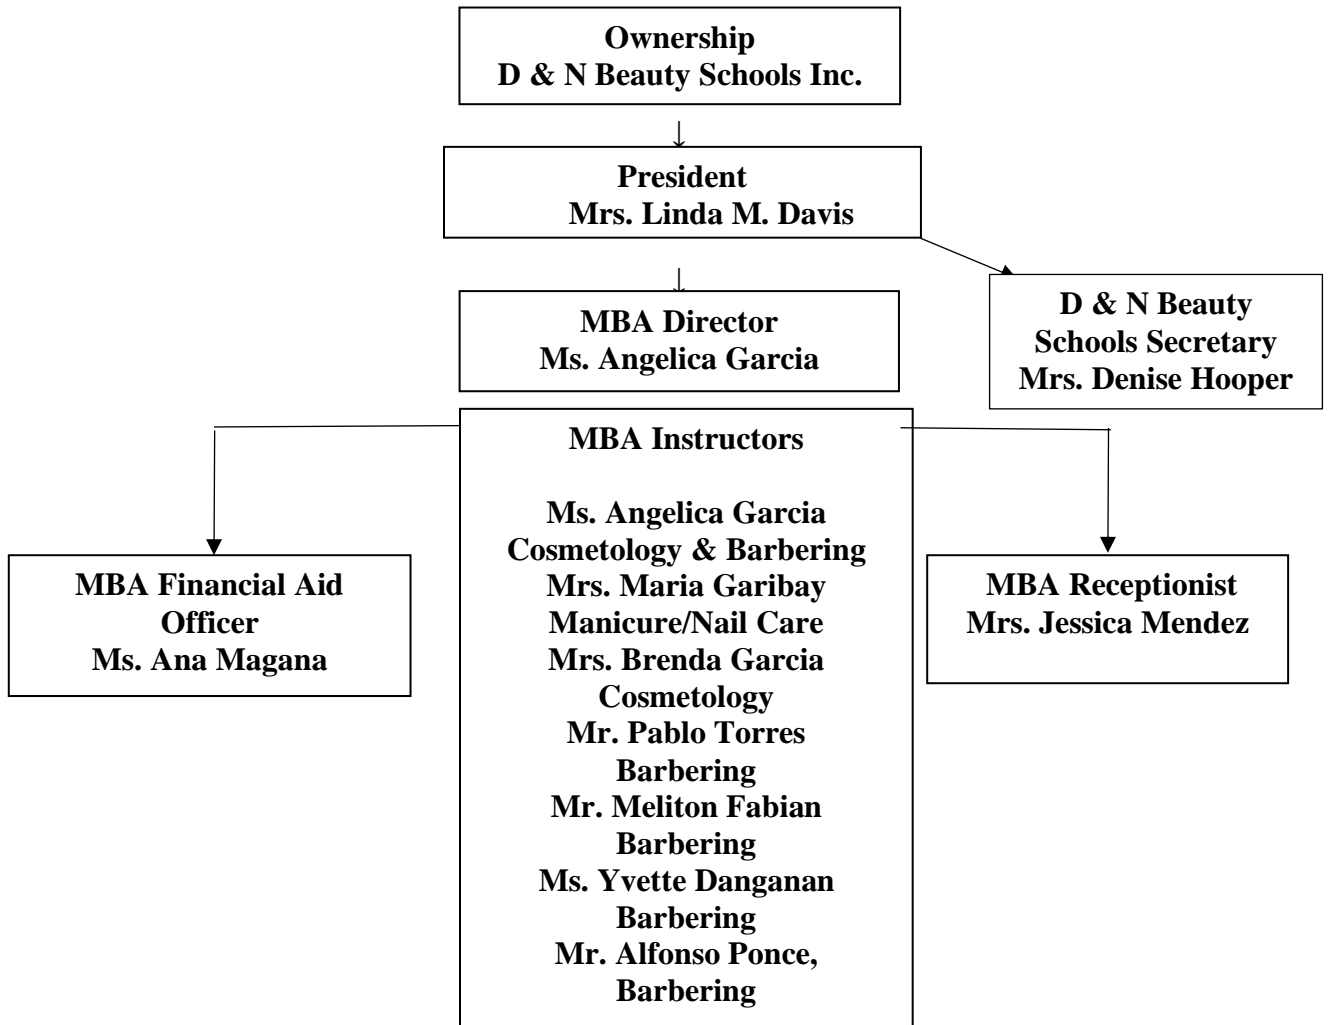 Ownership
D & N Beauty Schools Inc.
↓
President
Mrs. Linda M. Davis
↓
MBA Director
Ms. Angelica Garcia
D & N Beauty
Schools Secretary
Mrs. Denise Hooper
MBA Instructors
Ms. Angelica Garcia
Cosmetology & Barbering
Mrs. Maria Garibay
Manicure/Nail Care
Mrs. Brenda Garcia
Cosmetology
Mr. Pablo Torres
Barbering
Mr. Meliton Fabian
Barbering
Ms. Yvette Danganan
Barbering
Mr. Alfonso Ponce,
Barbering
MBA Financial Aid
Officer
Ms. Ana Magana
MBA Receptionist
Mrs. Jessica Mendez